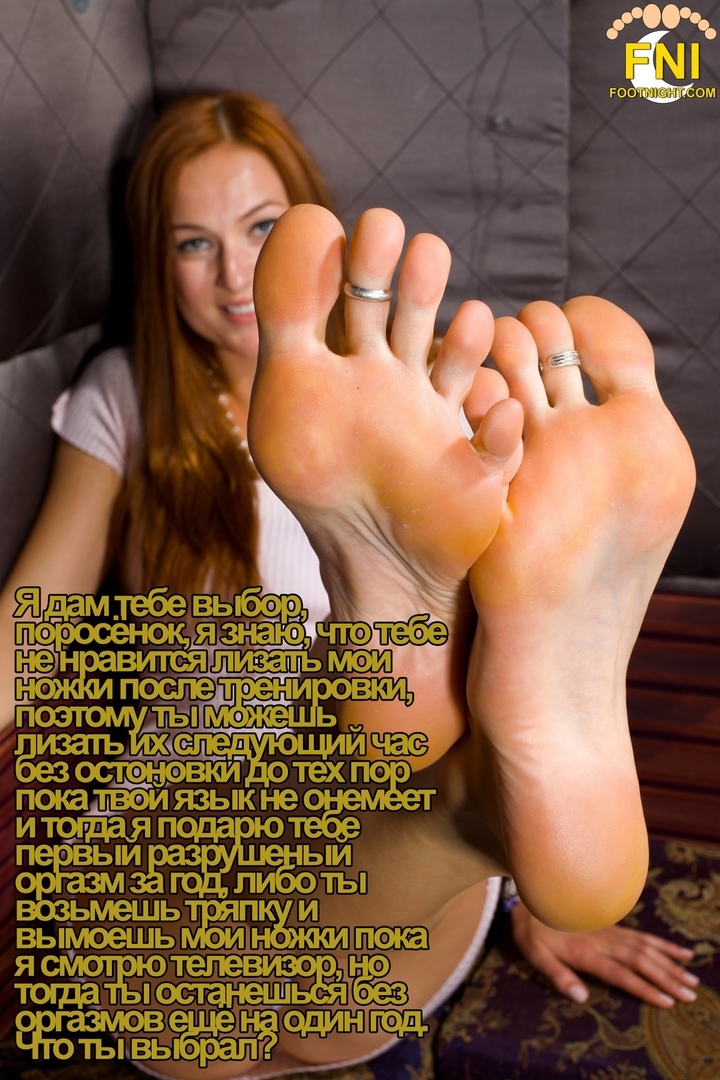 FNI
FOOTNIGHT.COM
Я дам тебе выбор,
поросёнок, я знаю, что тебе
не нравится лизать мои
ножки после тренировки,
поэтому ты можешь
лизать их следующий час
без остоновки до тех пор
пока твой язык не онемеет
и тогда я подарю тебе
первый разрушеный
оргазм за год, либо ты
возьмешь тряпку и
вымоешь мои ножки пока
я смотрю телевизор, но
тогда ты останешься без
оргазмов ещё на один год.
Что ты выбрал?